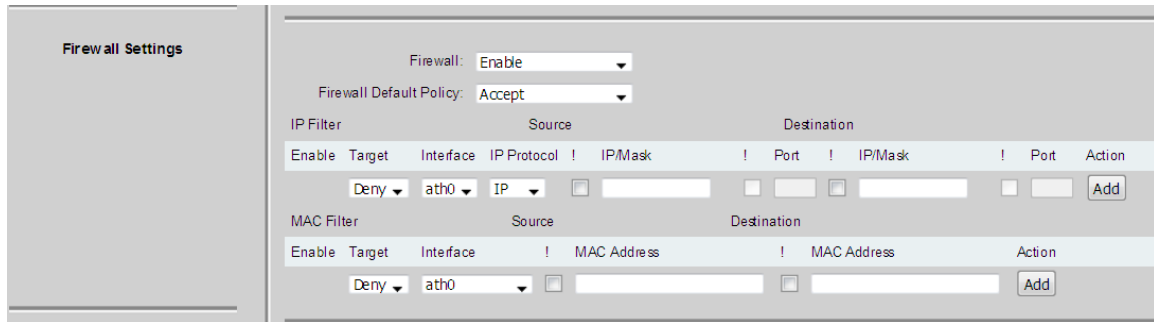 Firewall Settings
Firewall: Enable
Firewall Default Policy: Accept
IP Filter Source Destination
Enable Target Interface IP Protocol ! IP/Mask ! Port ! IP/Mask ! Port Action
Deny ath0 IP Add
MAC Filter Source Destination
Enable Target Interface ! MAC Address ! MAC Address Action
Deny ath0 Add